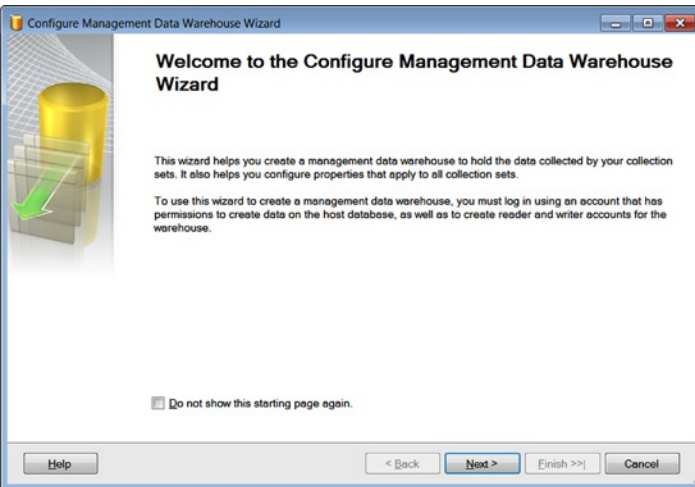 Configure Management Data Warehouse Wizard
Welcome to the Configure Management Data Warehouse
Wizard
This wizard helps you create a management data warehouse to hold the data collected by your collection
sets. It also helps you configure properties that apply to all collection sets.
To use this wizard to create a management data warehouse, you must log in using an account that has
permissions to create data on the host database, as well as to create reader and writer accounts for the
warehouse.
Do not show this starting page again.
Help
< Back
Next >
Finish >>|
Cancel